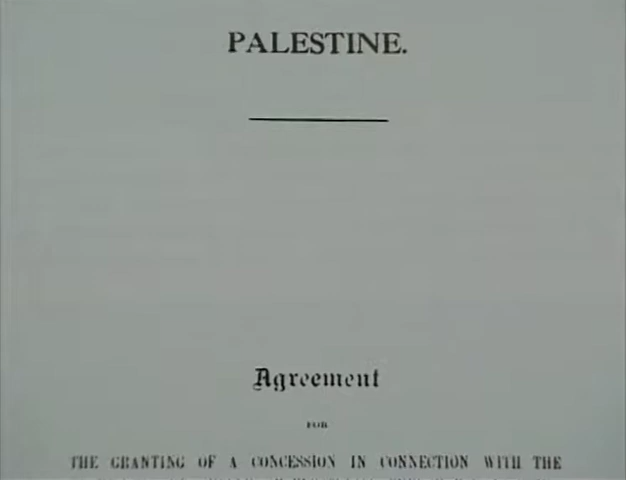 PALESTINE.
Agreement
FOR
THE GRANTING OF A CONCESSION IN CONNECTION WITH THE